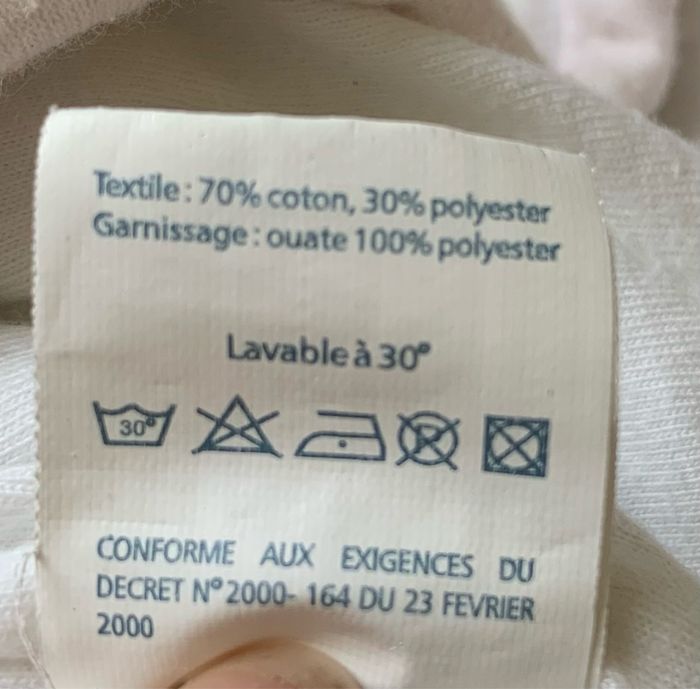 Textile : 70% coton, 30% polyester
Garnissage : ouate 100% polyester
Lavable à 30°
30°
P
CONFORME AUX EXIGENCES DU
DECRET N° 2000- 164 DU 23 FEVRIER
2000